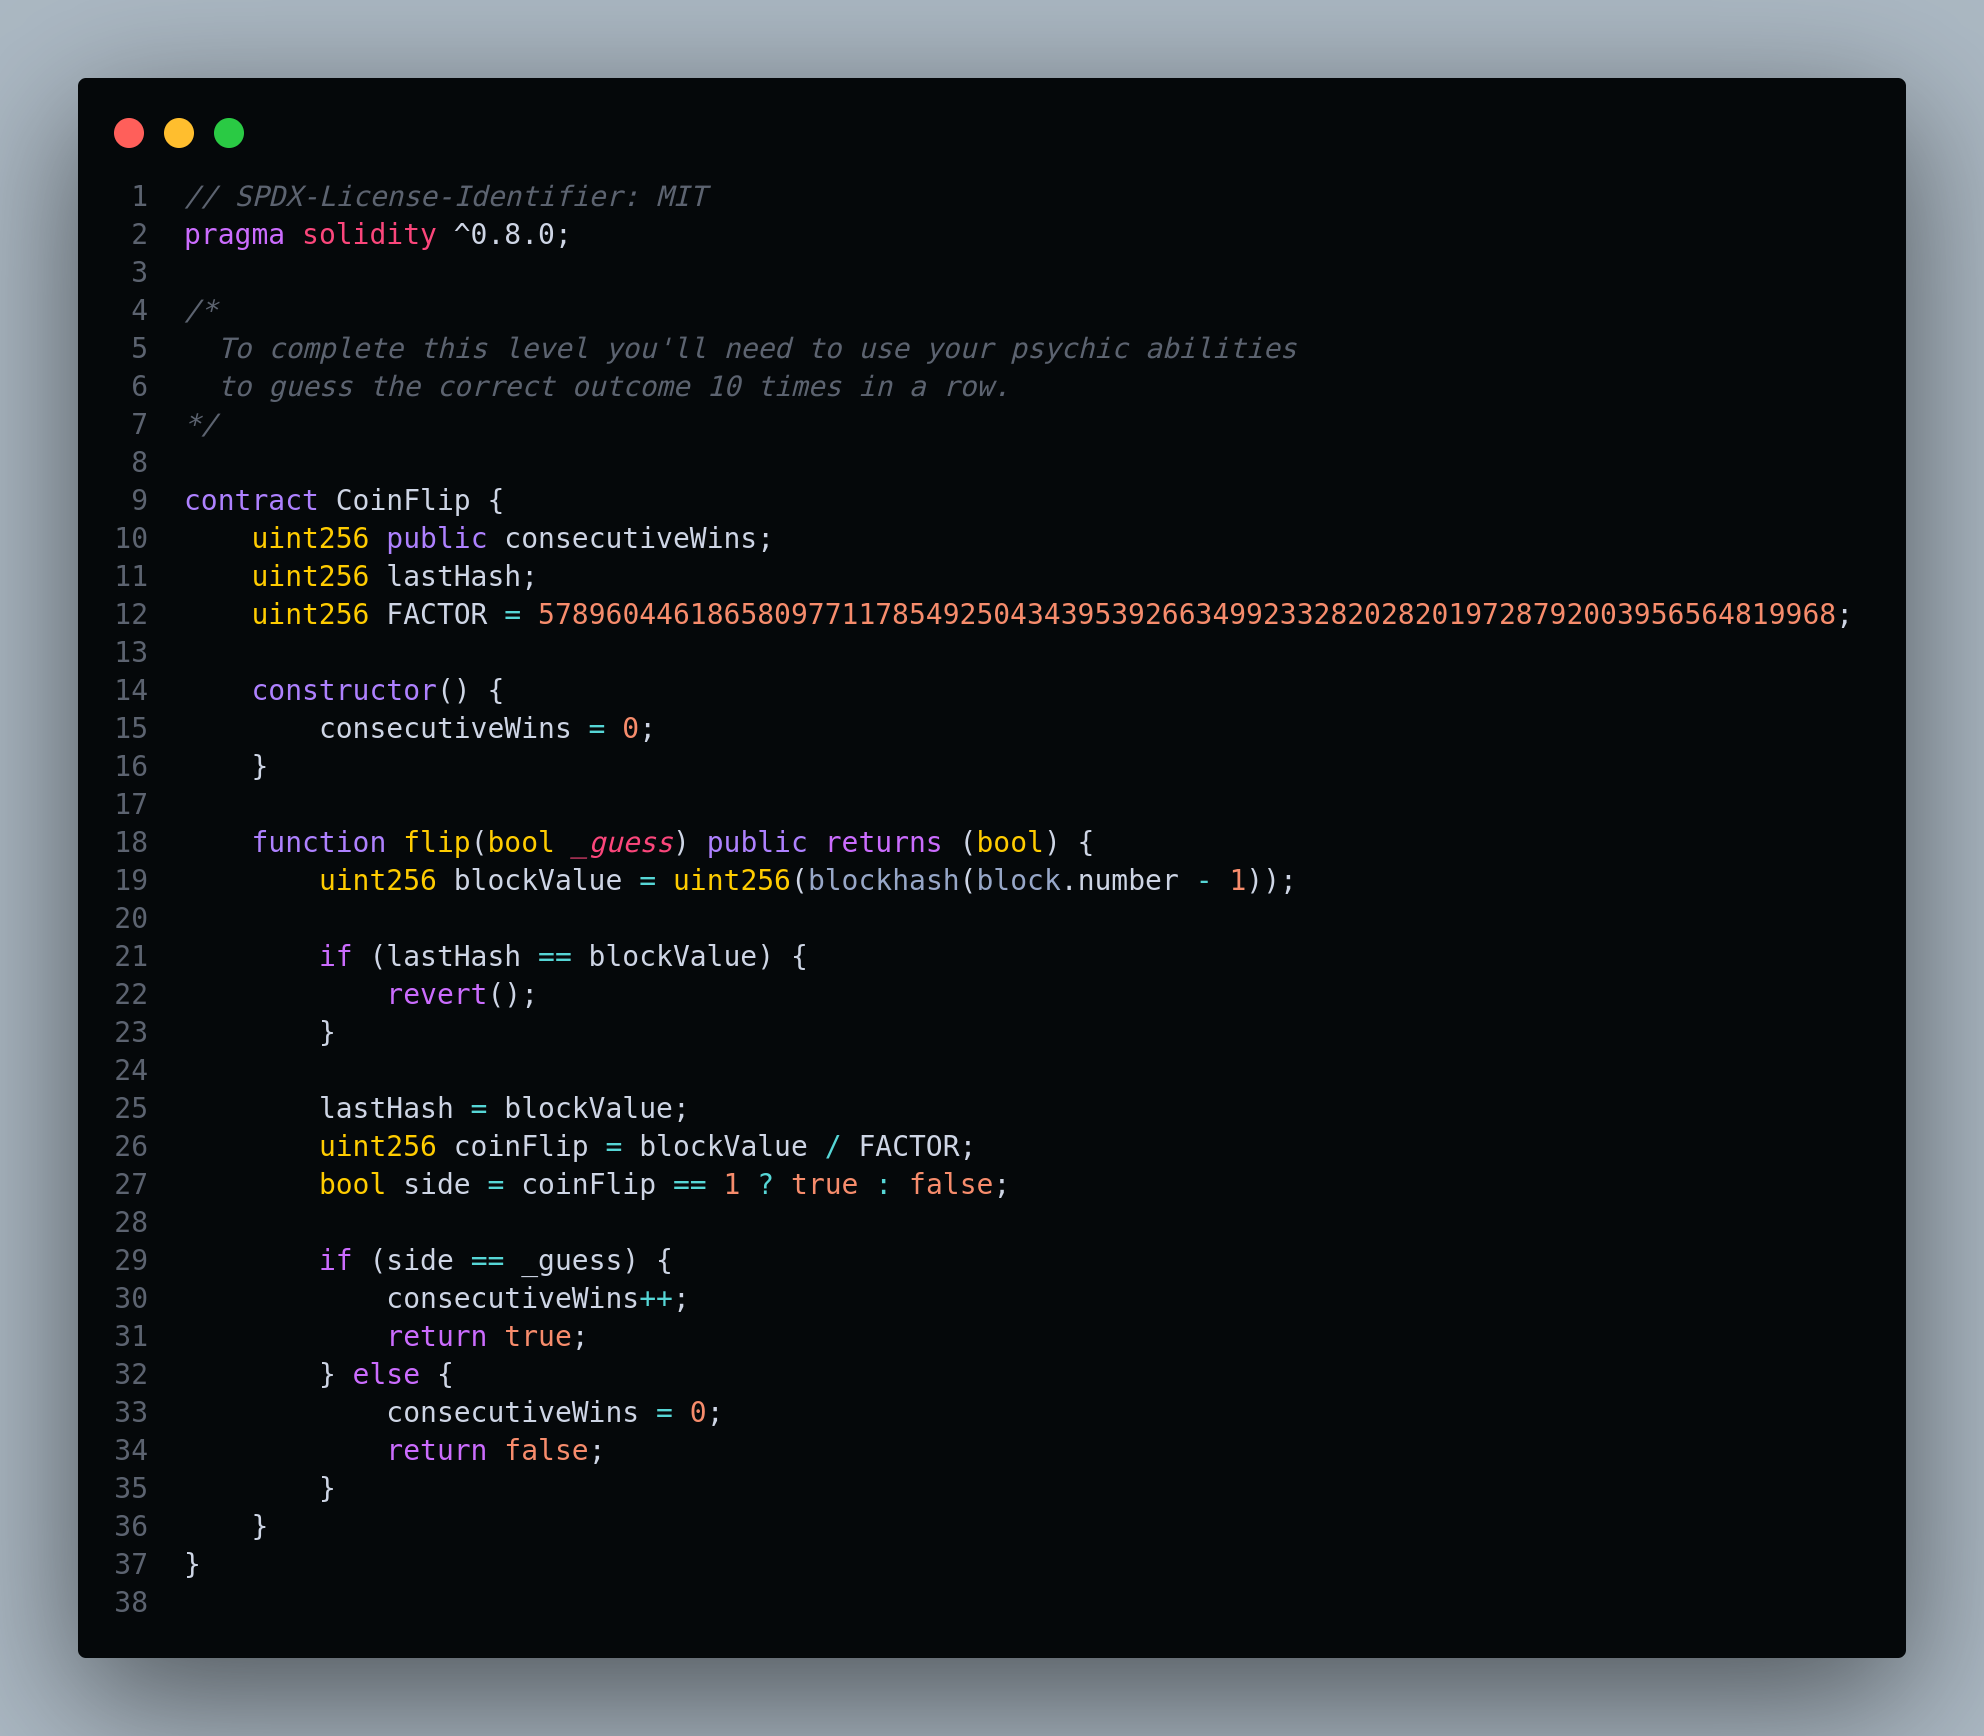 1 // SPDX-License-Identifier: MIT
2 pragma solidity ^0.8.0;
3
4 /*
5   To complete this level you'll need to use your psychic abilities
6   to guess the correct outcome 10 times in a row.
7 */
8
9 contract CoinFlip {
10     uint256 public consecutiveWins;
11     uint256 lastHash;
12     uint256 FACTOR = 57896044618658097711785492504343953926634992332820282019728792003956564819968;
13
14     constructor() {
15         consecutiveWins = 0;
16     }
17
18     function flip(bool _guess) public returns (bool) {
19         uint256 blockValue = uint256(blockhash(block.number - 1));
20
21         if (lastHash == blockValue) {
22             revert();
23         }
24
25         lastHash = blockValue;
26         uint256 coinFlip = blockValue / FACTOR;
27         bool side = coinFlip == 1 ? true : false;
28
29         if (side == _guess) {
30             consecutiveWins++;
31             return true;
32         } else {
33             consecutiveWins = 0;
34             return false;
35         }
36     }
37 }
38